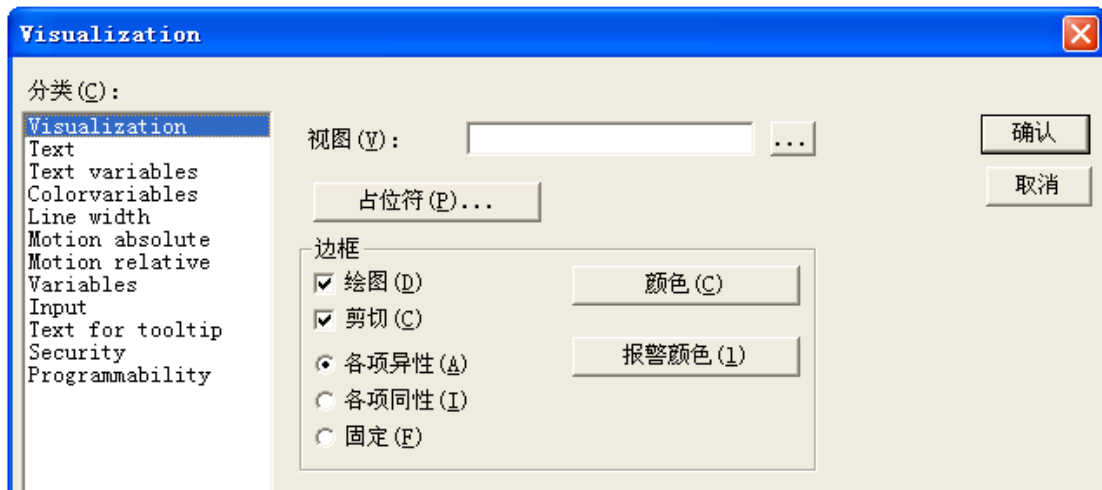 Visualization
分类(C):
Visualization
Text
Text variables
Colorvariables
Line width
Motion absolute
Motion relative
Variables
Input
Text for tooltip
Security
Programmability
视图(V):
...
确认
占位符(P)...
取消
边框
绘图(D)
颜色(C)
剪切(C)
各项异性(A)
报警颜色(l)
各项同性(I)
固定(F)